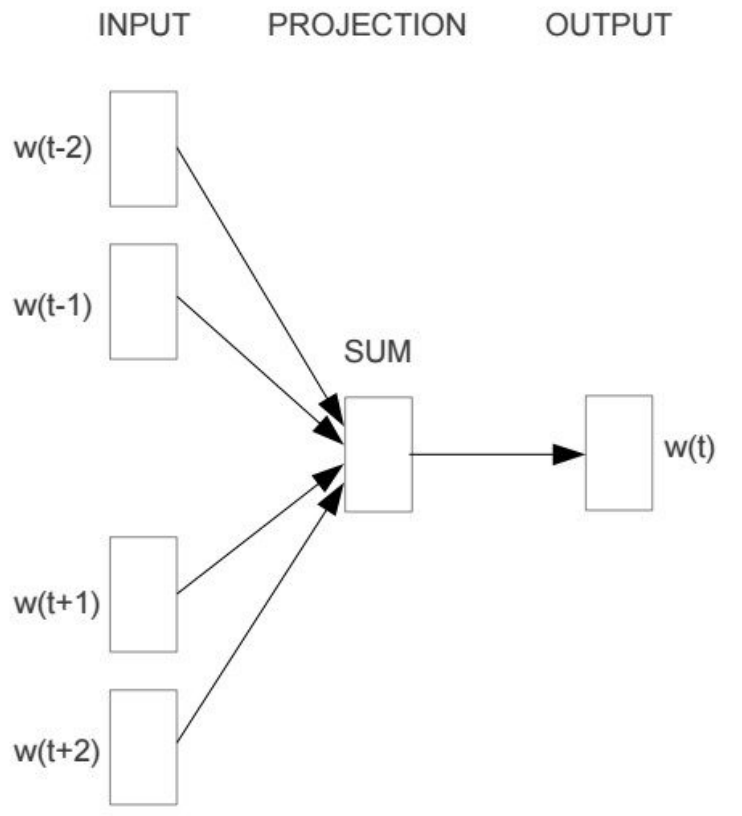 INPUT PROJECTION OUTPUT
w(t-2)
w(t-1)
SUM
w(t)
w(t+1)
w(t+2)